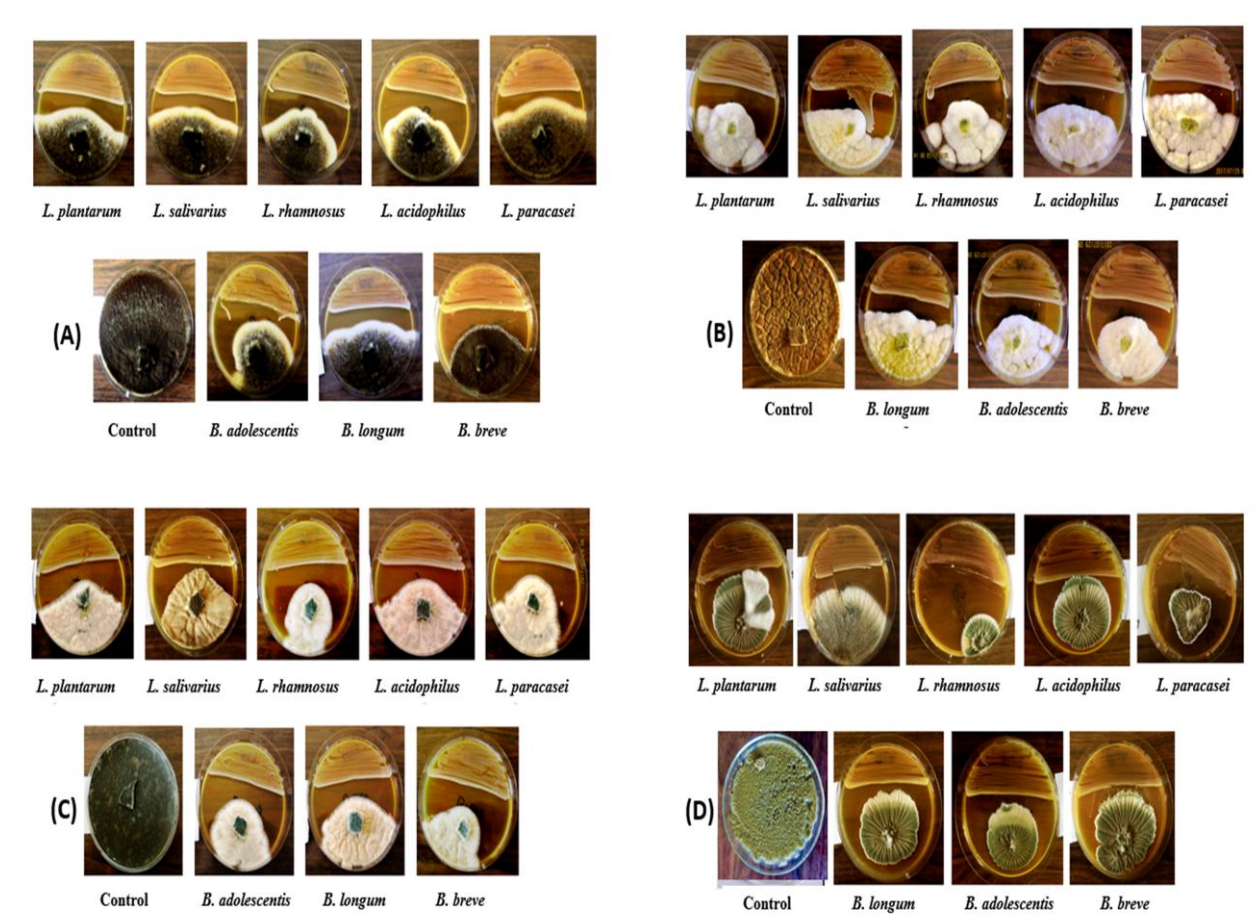 L. plantarum L. salivarius L. rhamnosus L. acidophilus L. paracasei
(A)
Control B. adolescentis B. longum B. breve
L. plantarum L. salivarius L. rhamnosus L. acidophilus L. paracasei
(B)
Control B. longum B. adolescentis B. breve
L. plantarum L. salivarius L. rhamnosus L. acidophilus L. paracasei
(C)
Control B. adolescentis B. longum B. breve
L. plantarum L. salivarius L. rhamnosus L. acidophilus L. paracasei
(D)
Control B. longum B. adolescentis B. breve